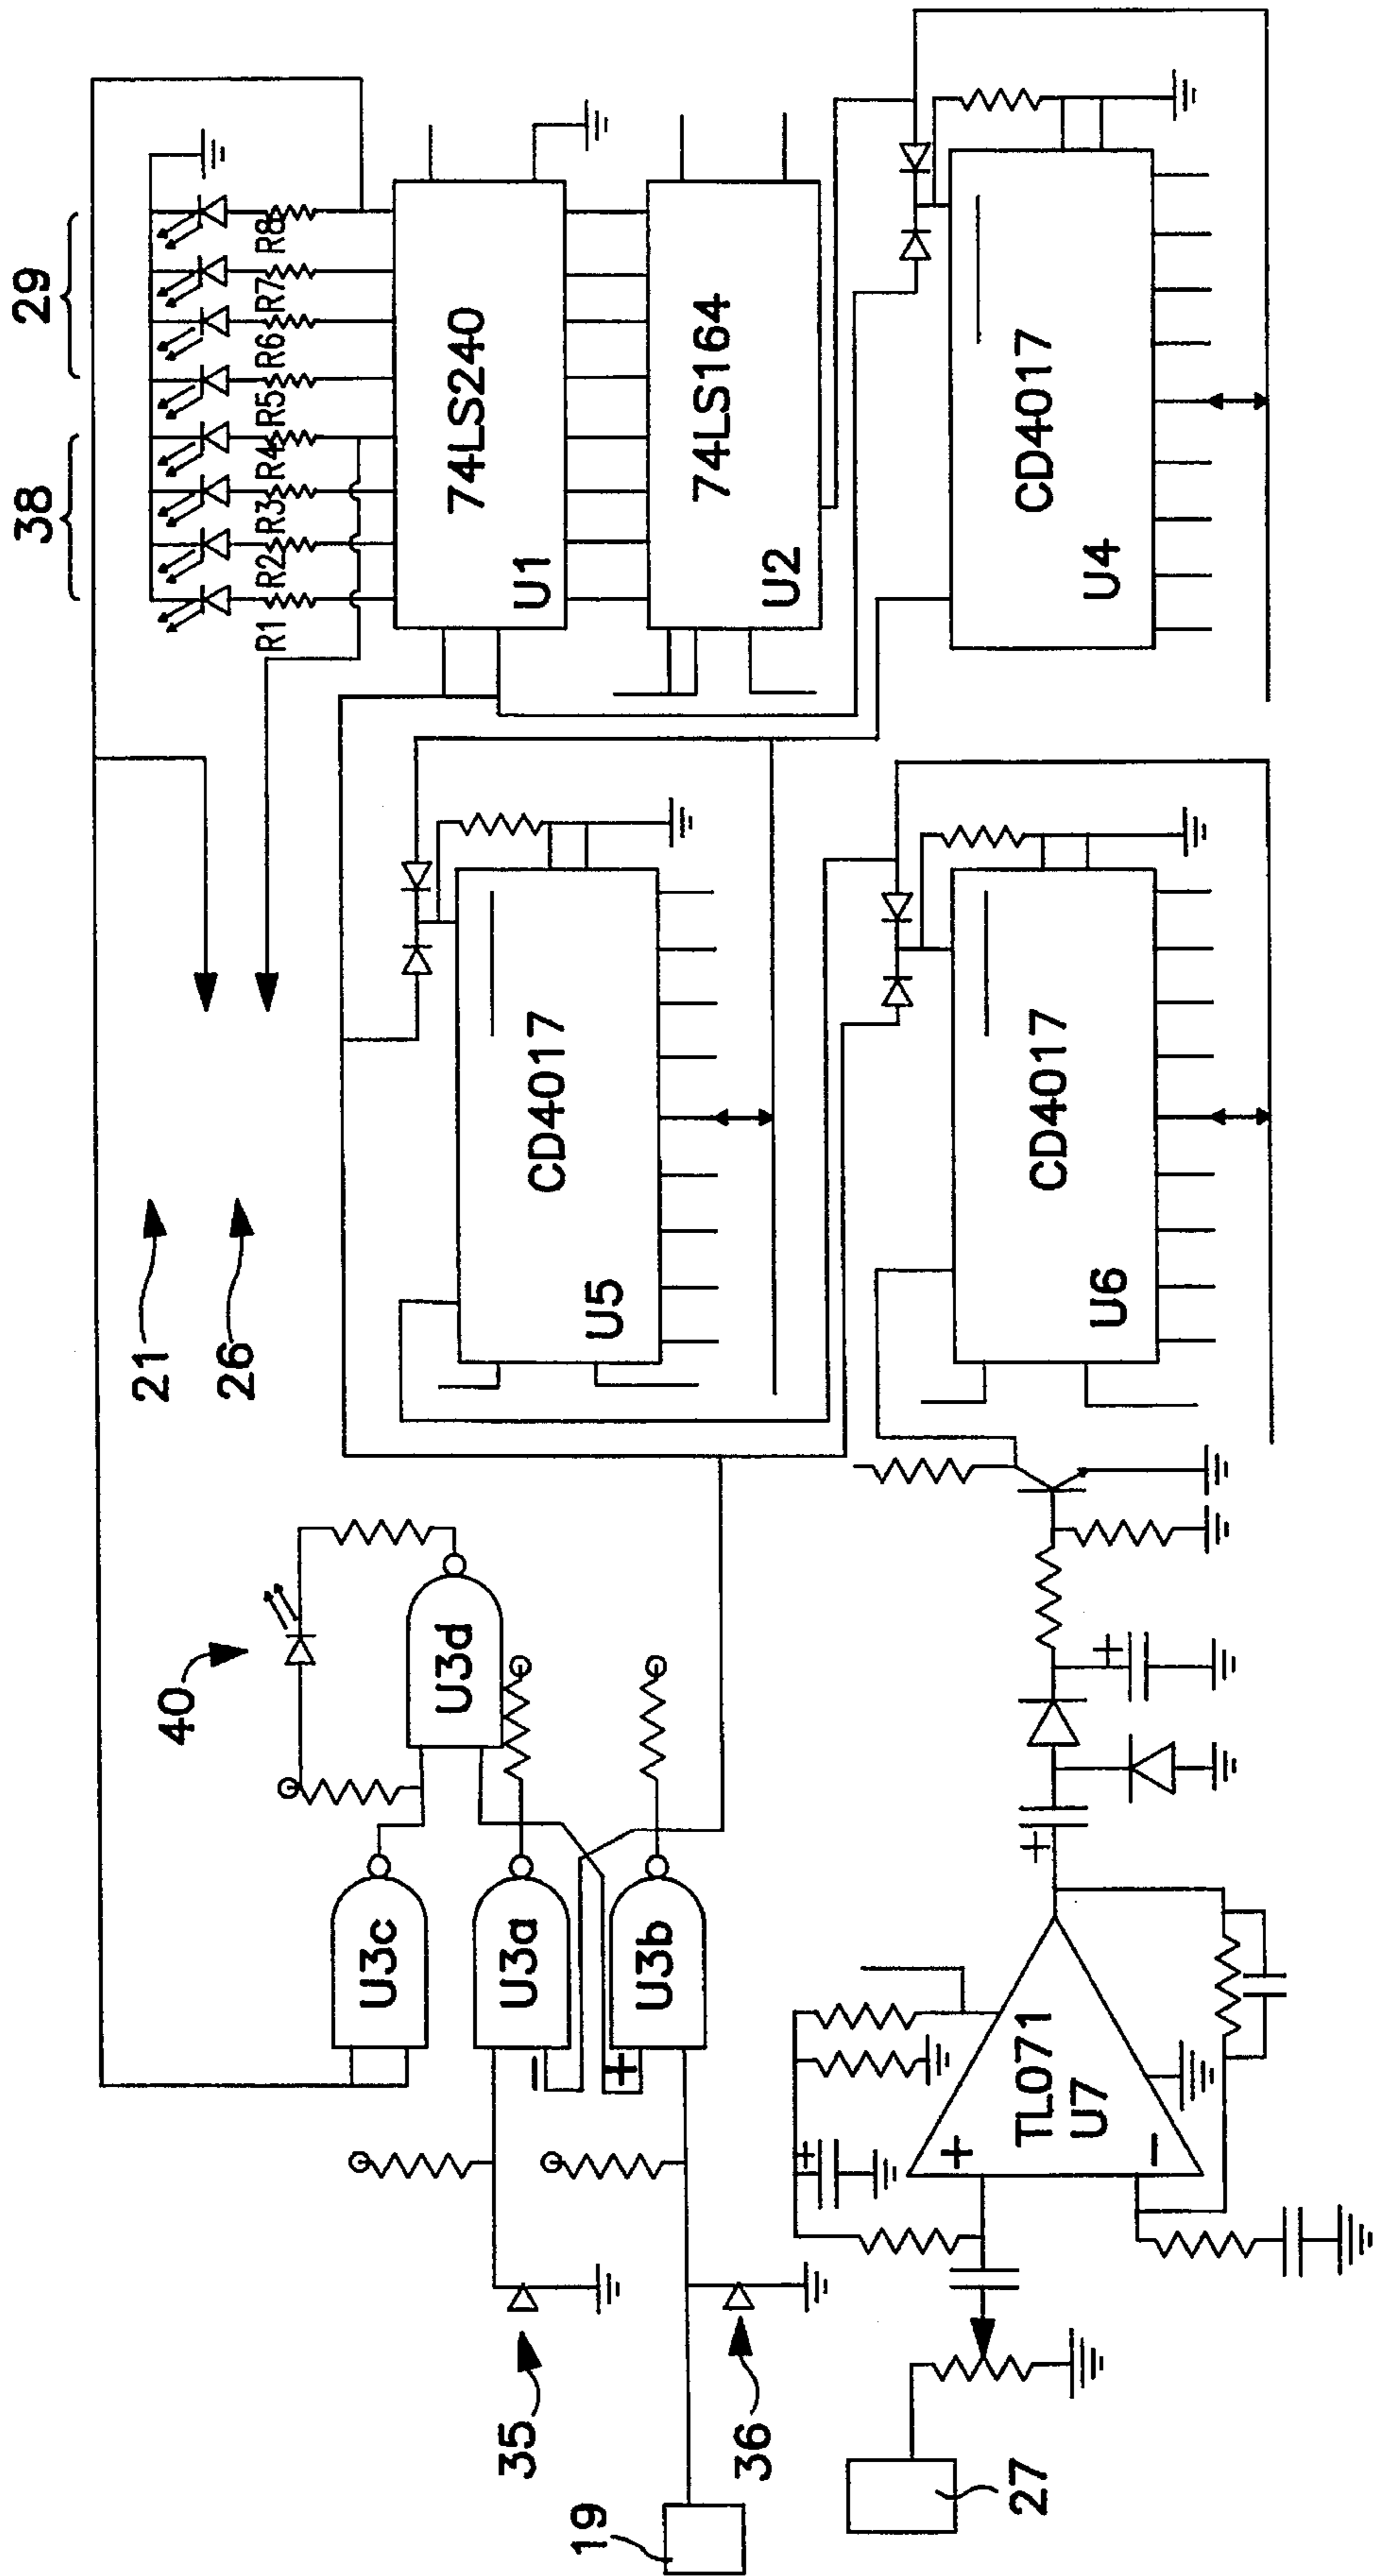 38
29
R1
R2
R3
R4
R5
R6
R7
R8
74LS240
U1
74LS164
U2
CD4017
U4
21
26
CD4017
U5
CD4017
U6
40
U3c
U3d
U3a
–
U3b
+
35
36
19
27
+
–
TL071
U7
+
+
+